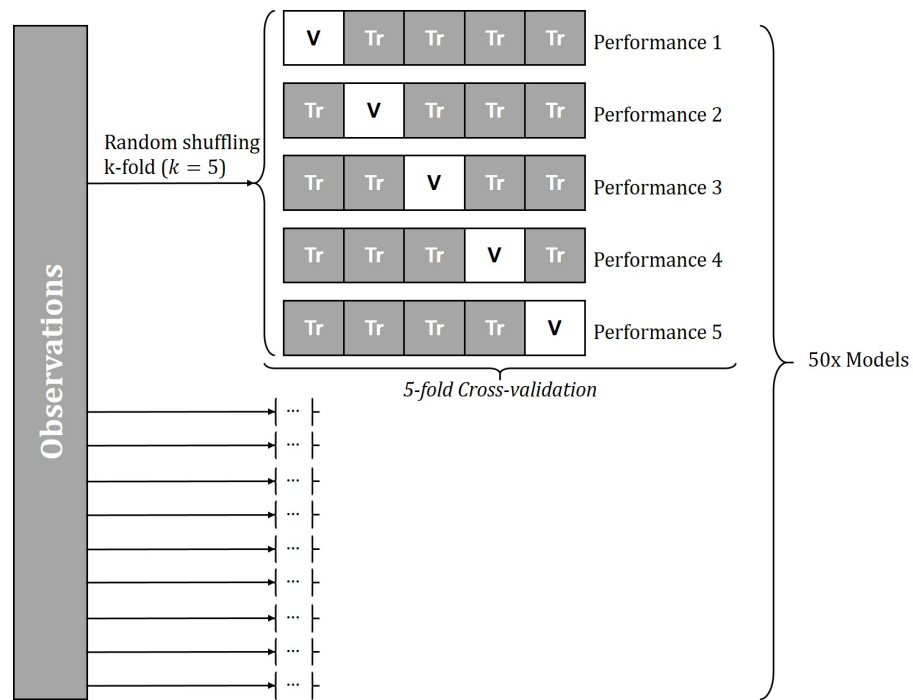 Observations
Random shuffling
k-fold (k = 5)
V Tr Tr Tr Tr Performance 1
Tr V Tr Tr Tr Performance 2
Tr Tr V Tr Tr Performance 3
Tr Tr Tr V Tr Performance 4
Tr Tr Tr Tr V Performance 5
5-fold Cross-validation
50x Models
...
...
...
...
...
...
...
...
...